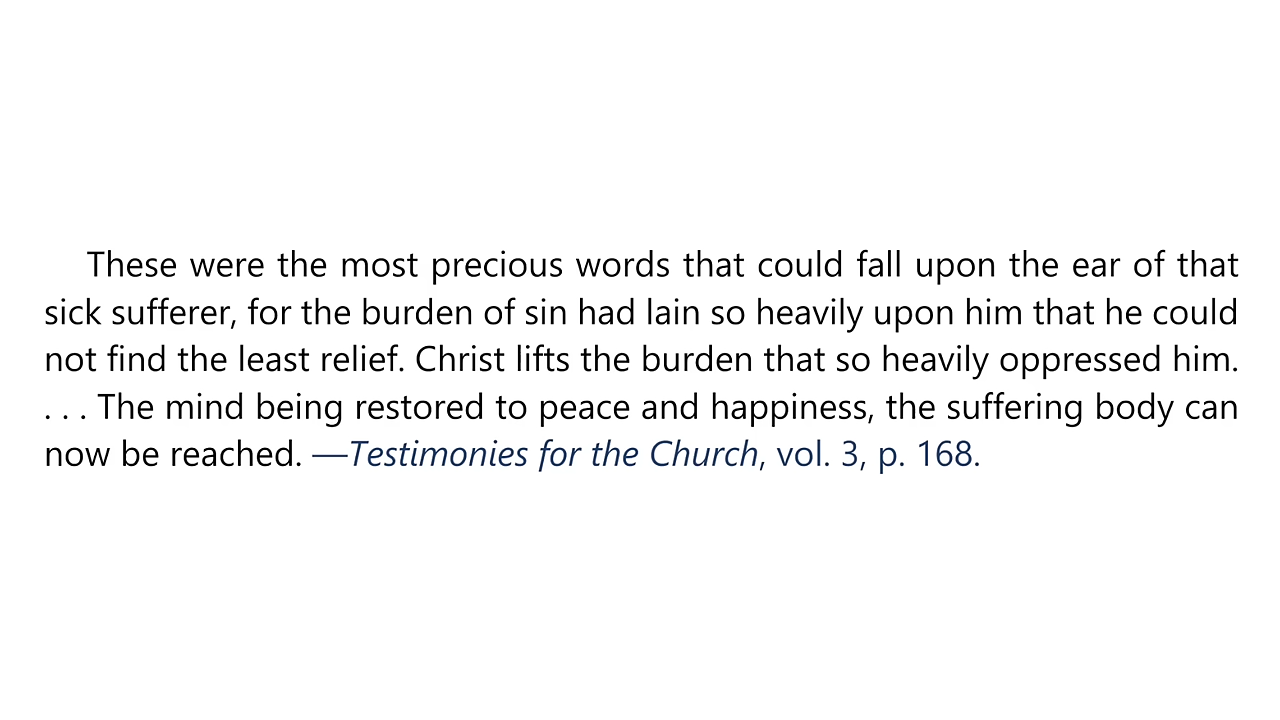 These were the most precious words that could fall upon the ear of that
sick sufferer, for the burden of sin had lain so heavily upon him that he could
not find the least relief. Christ lifts the burden that so heavily oppressed him.
. . . The mind being restored to peace and happiness, the suffering body can
now be reached. —Testimonies for the Church, vol. 3, p. 168.